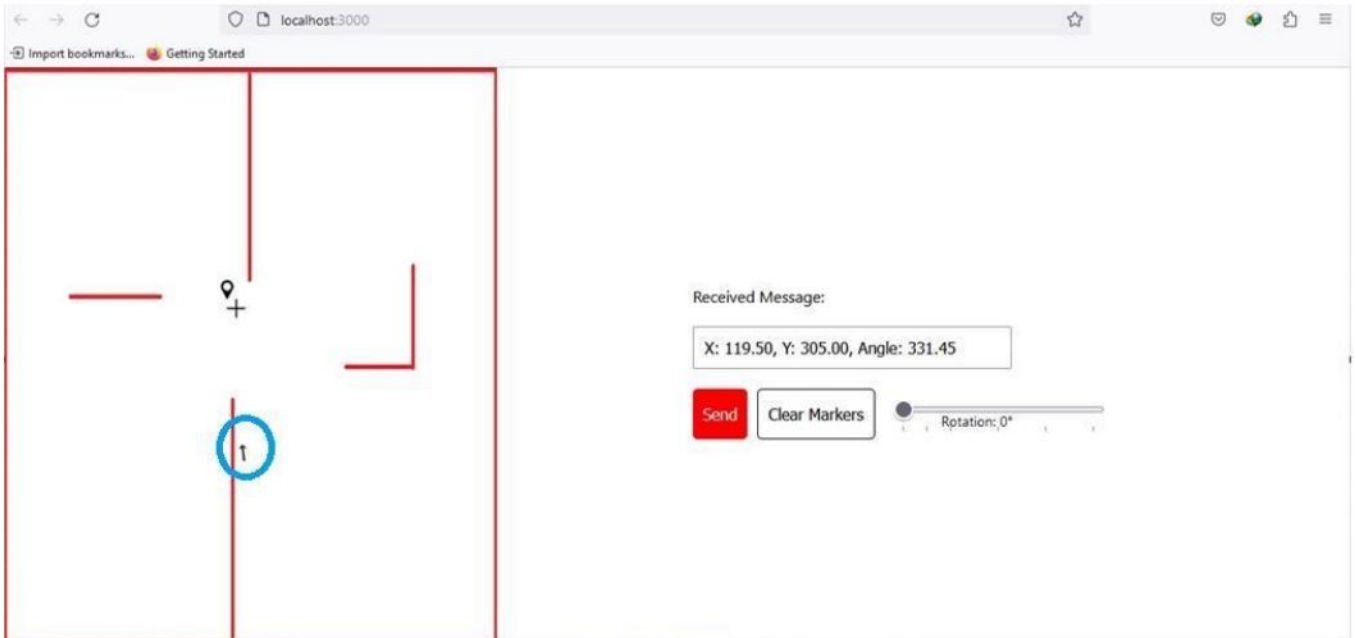 localhost:3000
Import bookmarks... Getting Started
Received Message:
X: 119.50, Y: 305.00, Angle: 331.45
Send Clear Markers
Rotation: 0°